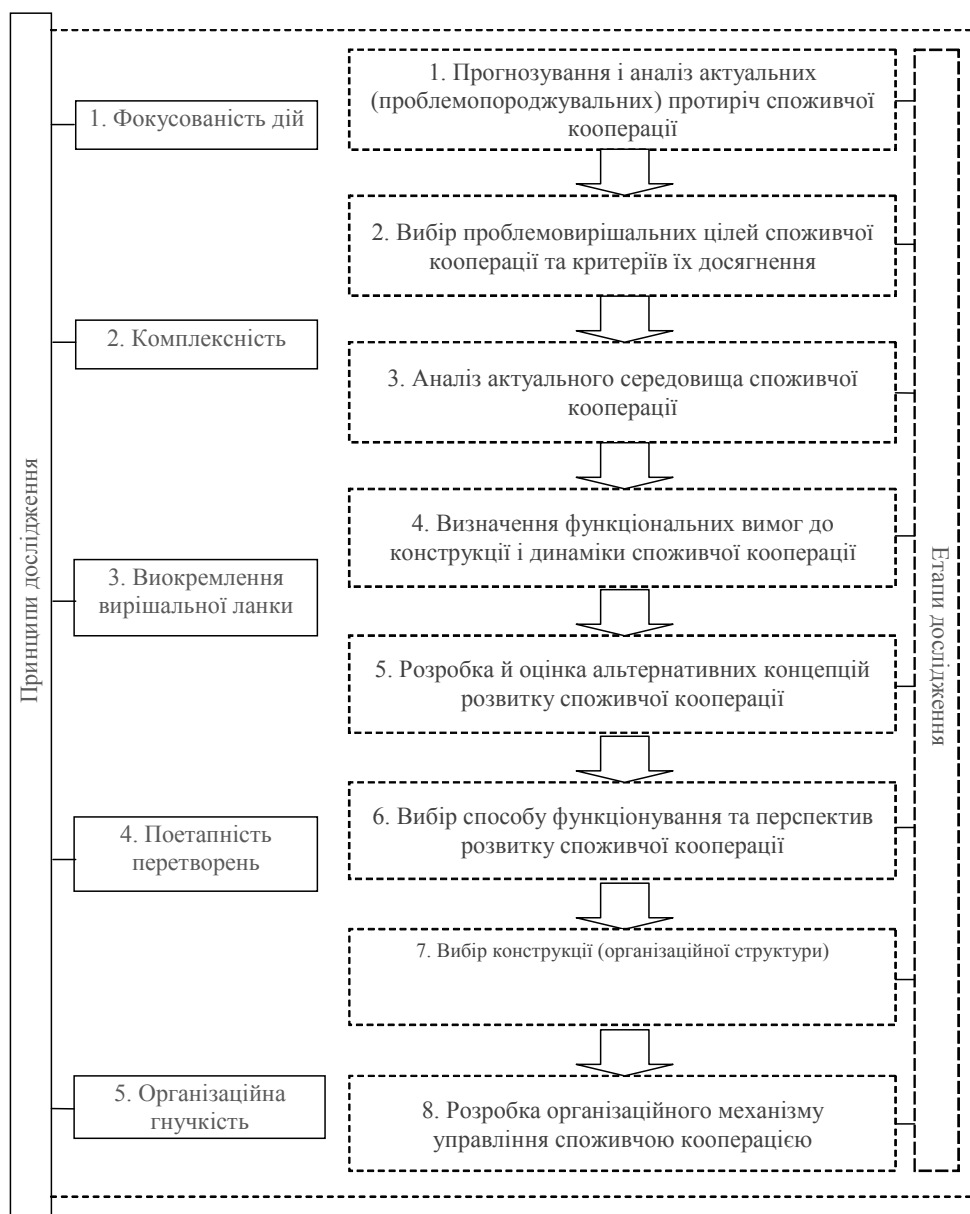 Принципи дослідження
1. Фокусованість дій
2. Комплексність
3. Виокремлення
вирішальної ланки
4. Поетапність
перетворень
5. Організаційна
гнучкість
1. Прогнозування і аналіз актуальних
(проблемопороджувальних) протиріч споживчої
кооперації
2. Вибір проблемовирішальних цілей споживчої
кооперації та критеріїв їх досягнення
3. Аналіз актуального середовища споживчої
кооперації
4. Визначення функціональних вимог до
конструкції і динаміки споживчої кооперації
5. Розробка й оцінка альтернативних концепцій
розвитку споживчої кооперації
6. Вибір способу функціонування та перспектив
розвитку споживчої кооперації
7. Вибір конструкції (організаційної структури)
8. Розробка організаційного механізму
управління споживчою кооперацією
Етапи дослідження